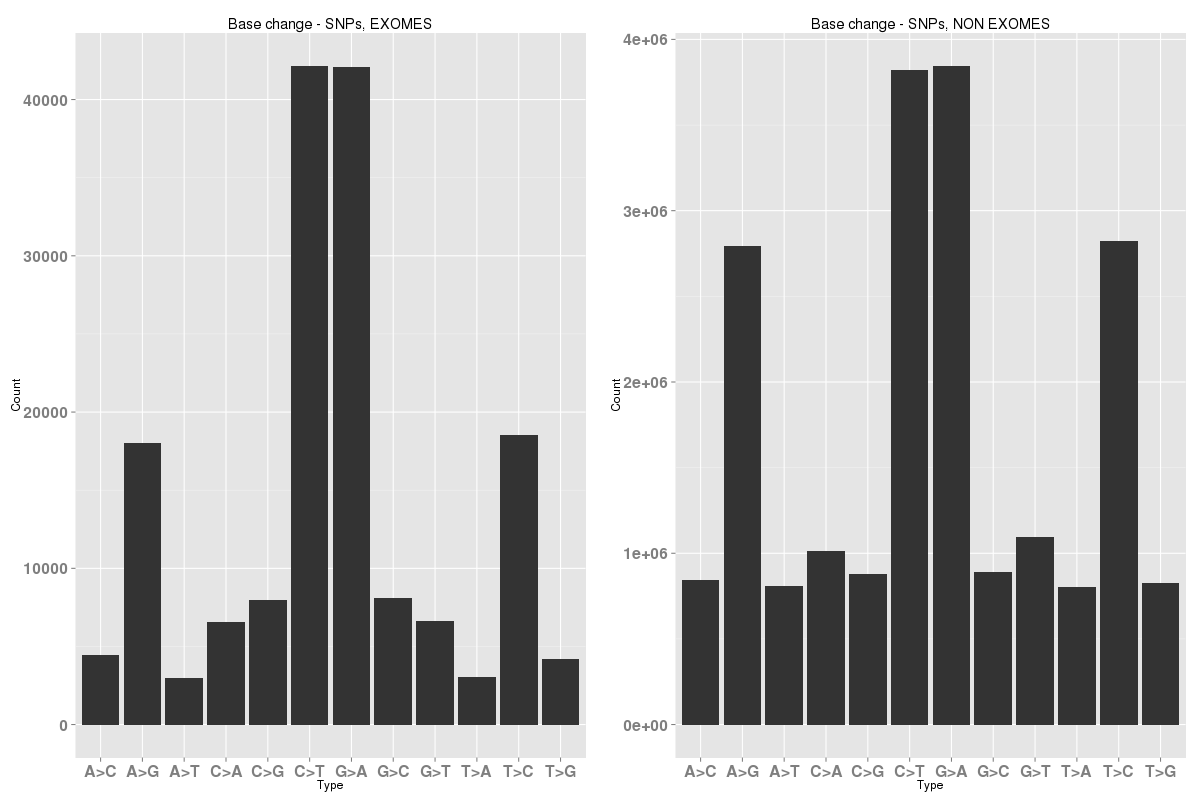 Base change - SNPs, EXOMES
Count
40000
30000
20000
10000
0
A>C A>G A>T C>A C>G C>T G>A G>C G>T T>A T>C T>G
Type
Base change - SNPs, NON EXOMES
Count
4e+06
3e+06
2e+06
1e+06
0e+00
A>C A>G A>T C>A C>G C>T G>A G>C G>T T>A T>C T>G
Type